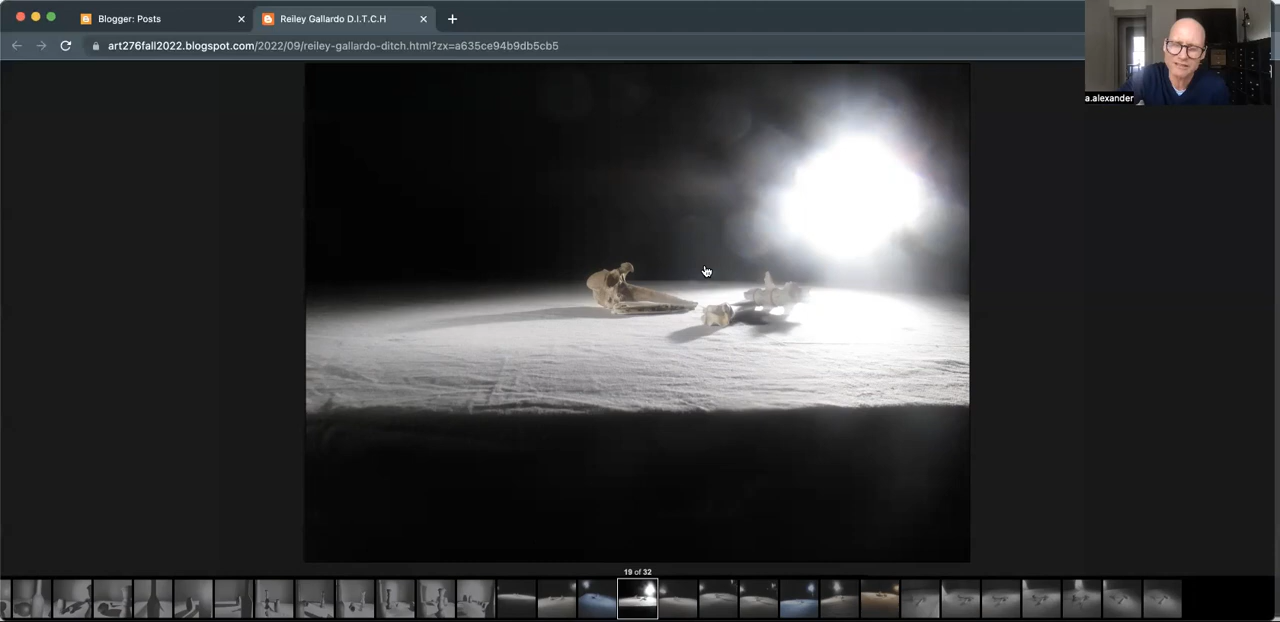 Blogger: Posts
Reiley Gallardo D.I.T.C.H
art276fall2022.blogspot.com/2022/09/reiley-gallardo-ditch.html?zx=a635ce94b9db5cb5
a.alexander
19 of 32